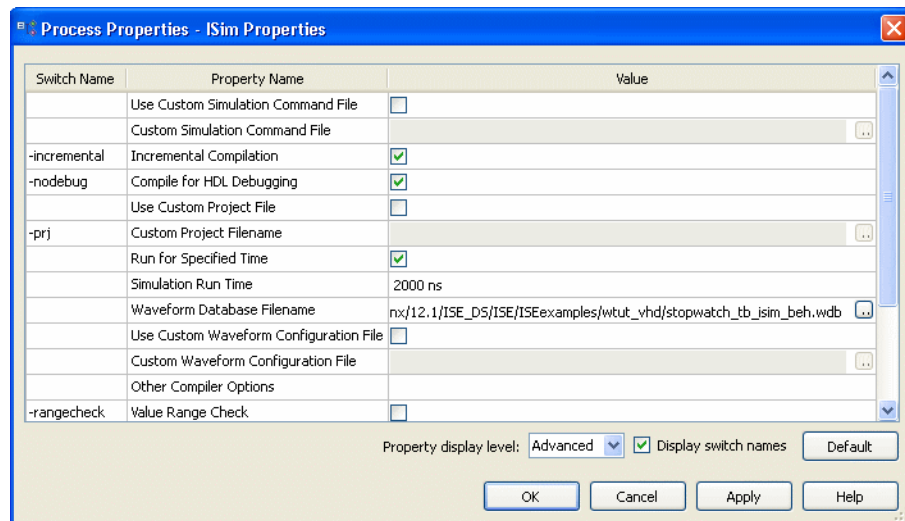 Process Properties - ISim Properties
Switch Name Property Name Value
Use Custom Simulation Command File
Custom Simulation Command File ..
-incremental Incremental Compilation
-nodebug Compile for HDL Debugging
Use Custom Project File
-prj Custom Project Filename ..
Run for Specified Time
Simulation Run Time 2000 ns
Waveform Database Filename nx/12.1/ISE_DS/ISE/ISEexamples/wtut_vhd/stopwatch_tb_isim_beh.wdb ..
Use Custom Waveform Configuration File
Custom Waveform Configuration File ..
Other Compiler Options
-rangecheck Value Range Check
Property display level: Advanced Display switch names Default
OK Cancel Apply Help